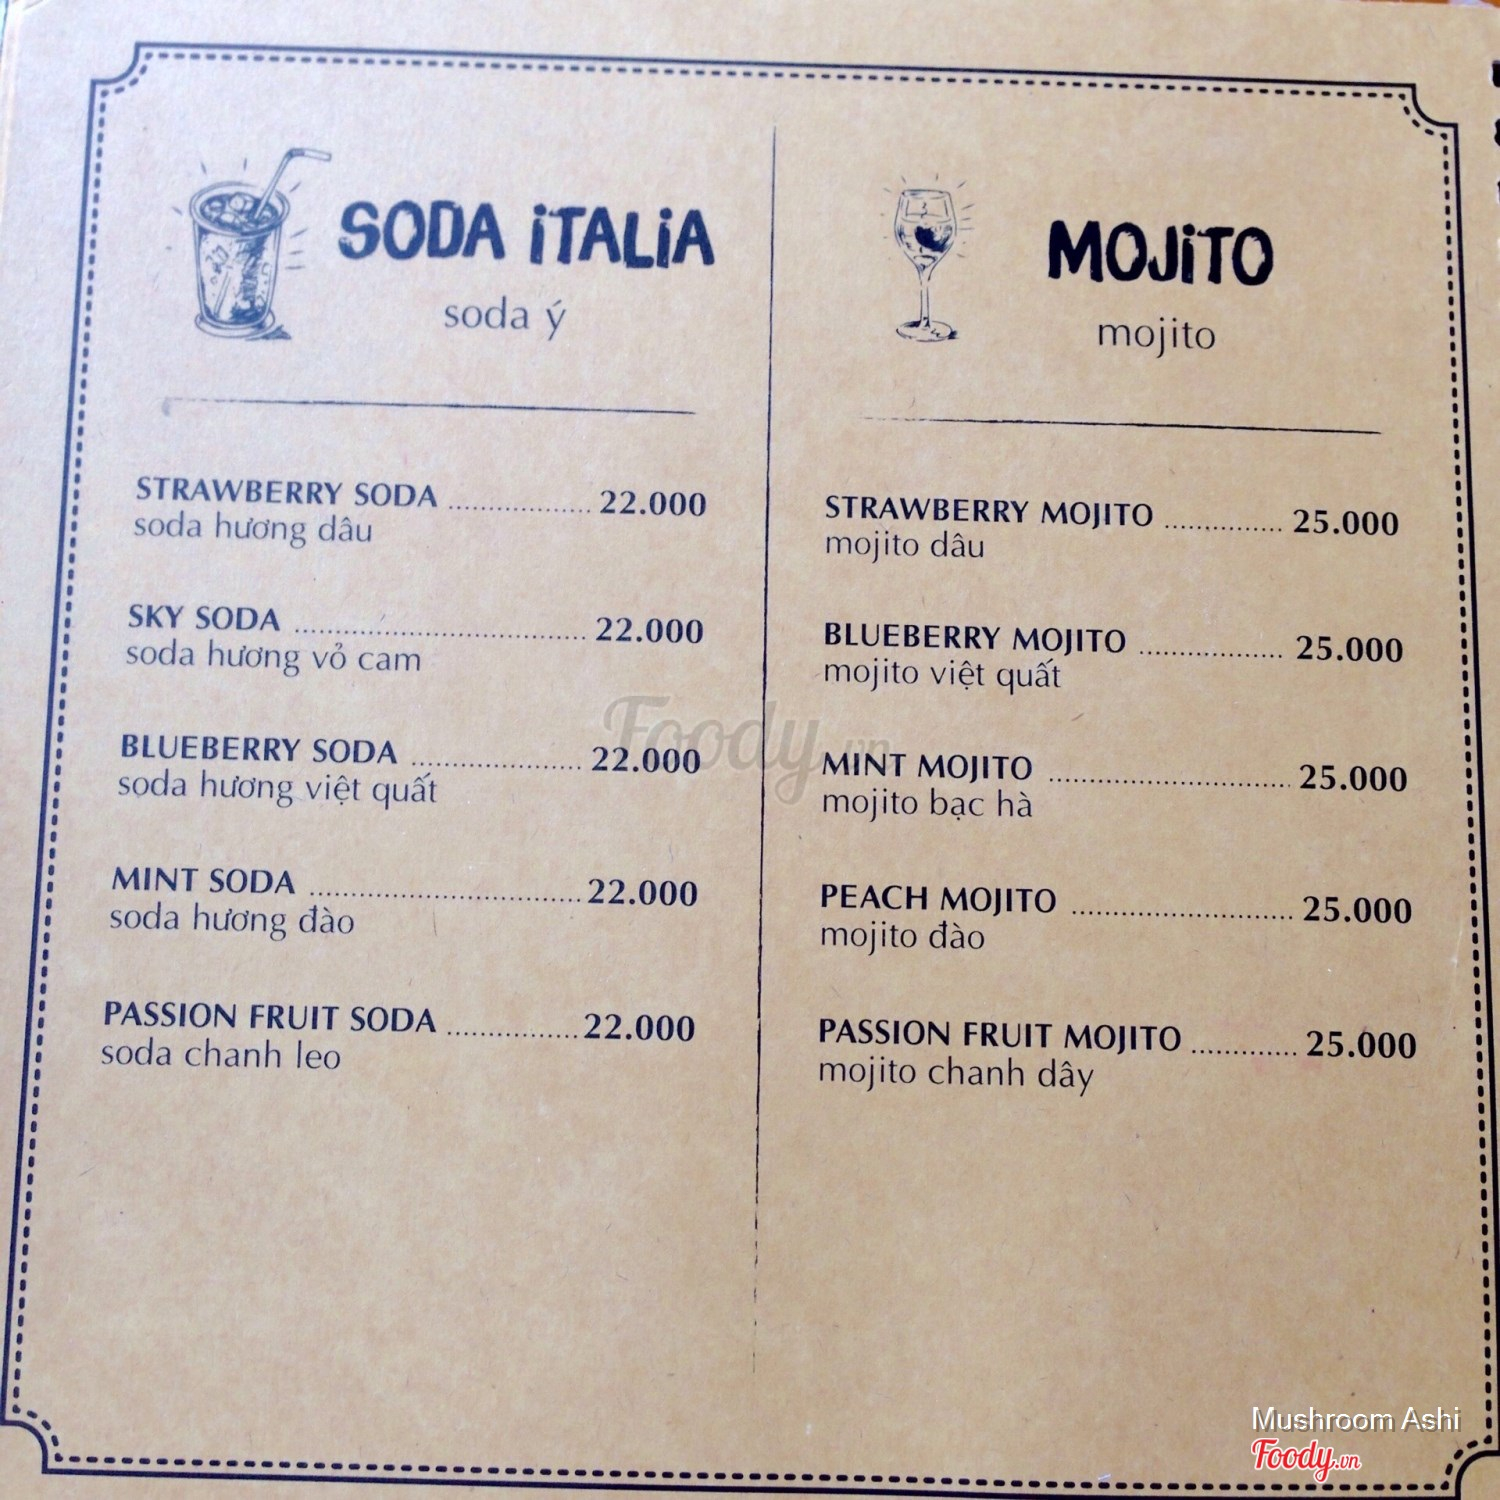 SODA iTALiA
soda ý
STRAWBERRY SODA ................ 22.000
soda hương dâu
SKY SODA ................ 22.000
soda hương vỏ cam
BLUEBERRY SODA ................ 22.000
soda hương việt quất
MINT SODA ................ 22.000
soda hương đào
PASSION FRUIT SODA ................ 22.000
soda chanh leo
MOJiTO
mojito
STRAWBERRY MOJITO ................ 25.000
mojito dâu
BLUEBERRY MOJITO ................ 25.000
mojito việt quất
MINT MOJITO ................ 25.000
mojito bạc hà
PEACH MOJITO ................ 25.000
mojito đào
PASSION FRUIT MOJITO ................ 25.000
mojito chanh dây
Foody.vn
Mushroom Ashi
Foody.vn